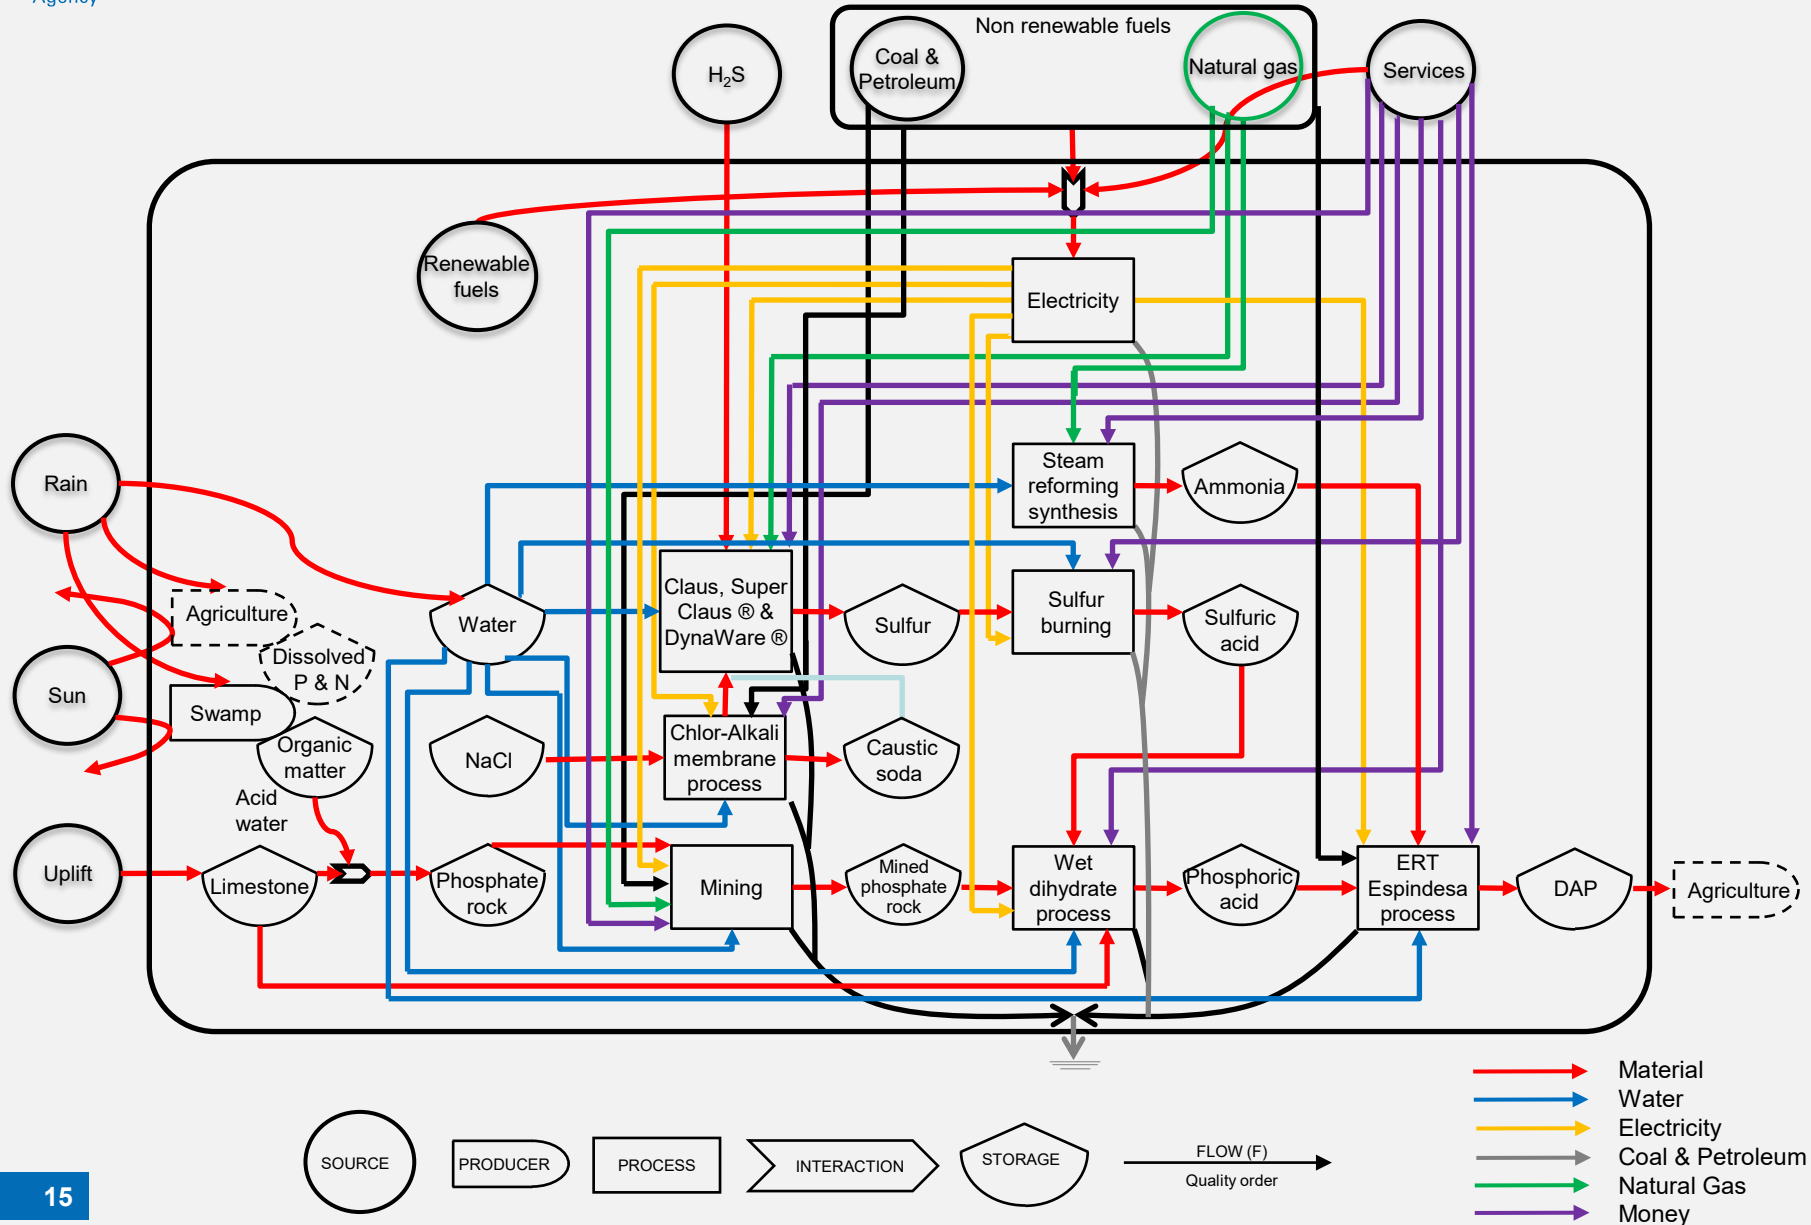 Agency
Non renewable fuels
H₂S
Coal &
Petroleum
Natural gas
Services
Renewable
fuels
Electricity
Rain
Steam
reforming
synthesis
Ammonia
Agriculture
Water
Claus, Super
Claus ® &
DynaWare ®
Sulfur
Sulfur
burning
Sulfuric
acid
Dissolved
P & N
Sun
Swamp
Organic
matter
NaCl
Chlor-Alkali
membrane
process
Caustic
soda
Acid
water
Uplift
Limestone
Phosphate
rock
Mining
Mined
phosphate
rock
Wet
dihydrate
process
Phosphoric
acid
ERT
Espindesa
process
DAP
Agriculture
SOURCE
PRODUCER
PROCESS
INTERACTION
STORAGE
FLOW (F)
Quality order
Material
Water
Electricity
Coal & Petroleum
Natural Gas
Money
15